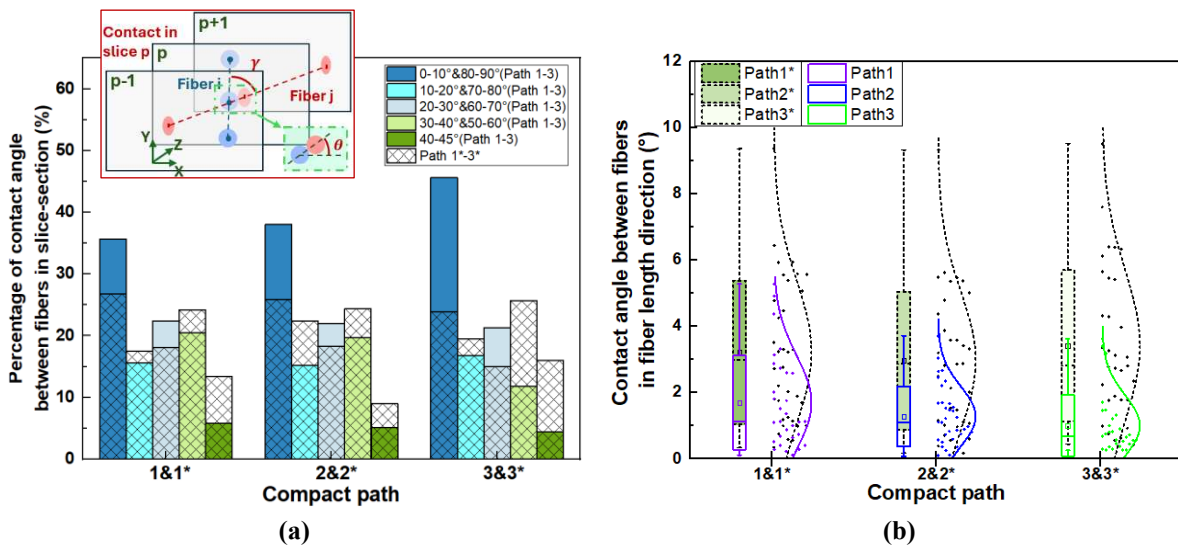 Percentage of contact angle
between fibers in slice-section (%)
60
50
40
30
20
10
0
Contact in
slice p
p+1
p
p-1
Fiber i
γ
Fiber j
θ
Y
Z
X
0-10°&80-90°(Path 1-3)
10-20°&70-80°(Path 1-3)
20-30°&60-70°(Path 1-3)
30-40°&50-60°(Path 1-3)
40-45°(Path 1-3)
Path 1*-3*
1&1*
2&2*
3&3*
Compact path
(a)
Contact angle between fibers
in fiber length direction (°)
12
10
8
6
4
2
0
Path1* Path1
Path2* Path2
Path3* Path3
1&1*
2&2*
3&3*
Compact path
(b)